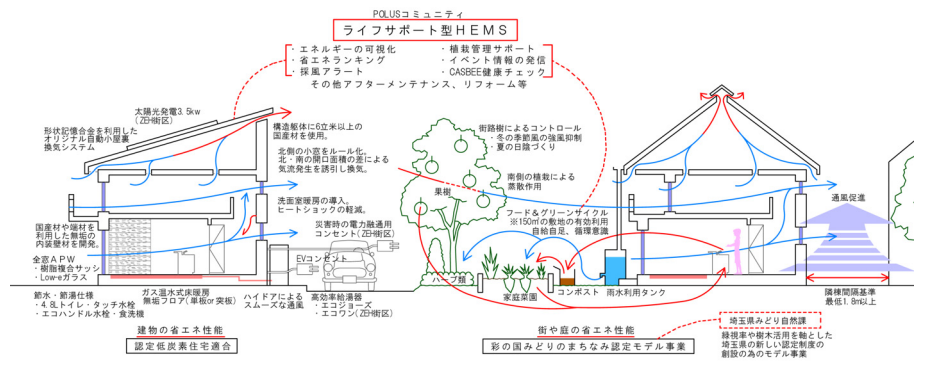 POLUSコミュニティ
ライフサポート型HEMS
・エネルギーの可視化
・省エネランキング
・採風アラート
・植栽管理サポート
・イベント情報の発信
・CASBEE健康チェック
その他アフターメンテナンス、リフォーム等
太陽光発電3.5kw
(ZEH街区)
形状記憶合金を利用した
オリジナル自動小屋裏
換気システム
構造躯体に6立米以上の
国産材を使用。
北側の小窓をルール化。
北・南の開口面積の差による
気流発生を誘引し換気。
洗面室暖房の導入。
ヒートショックの軽減。
国産材や端材を
利用した無垢の
内装壁材を開発。
全窓APW
・樹脂複合サッシ
・Low-eガラス
災害時の電力融通用
コンセント(ZEH街区)
EVコンセント
節水・節湯仕様
・4.8Lトイレ・タッチ水栓
・エコハンドル水栓・食洗機
ガス温水式床暖房
無垢フロア(単板or突板)
ハイドアによる
スムーズな通風
高効率給湯器
・エコジョーズ
・エコワン(ZEH街区)
街路樹によるコントロール
・冬の季節風の強風抑制
・夏の日陰づくり
果樹
南側の植栽による
蒸散作用
フード&グリーンサイクル
※150㎡の敷地の有効利用
自給自足、循環意識
ハーブ類
家庭菜園
コンポスト
雨水利用タンク
通風促進
隣棟間隔基準
最低1.8m以上
建物の省エネ性能
認定低炭素住宅適合
街や庭の省エネ性能
彩の国みどりのまちなみ認定モデル事業
埼玉県みどり自然課
緑視率や樹木活用を軸とした
埼玉県の新しい認定制度の
創設の為のモデル事業